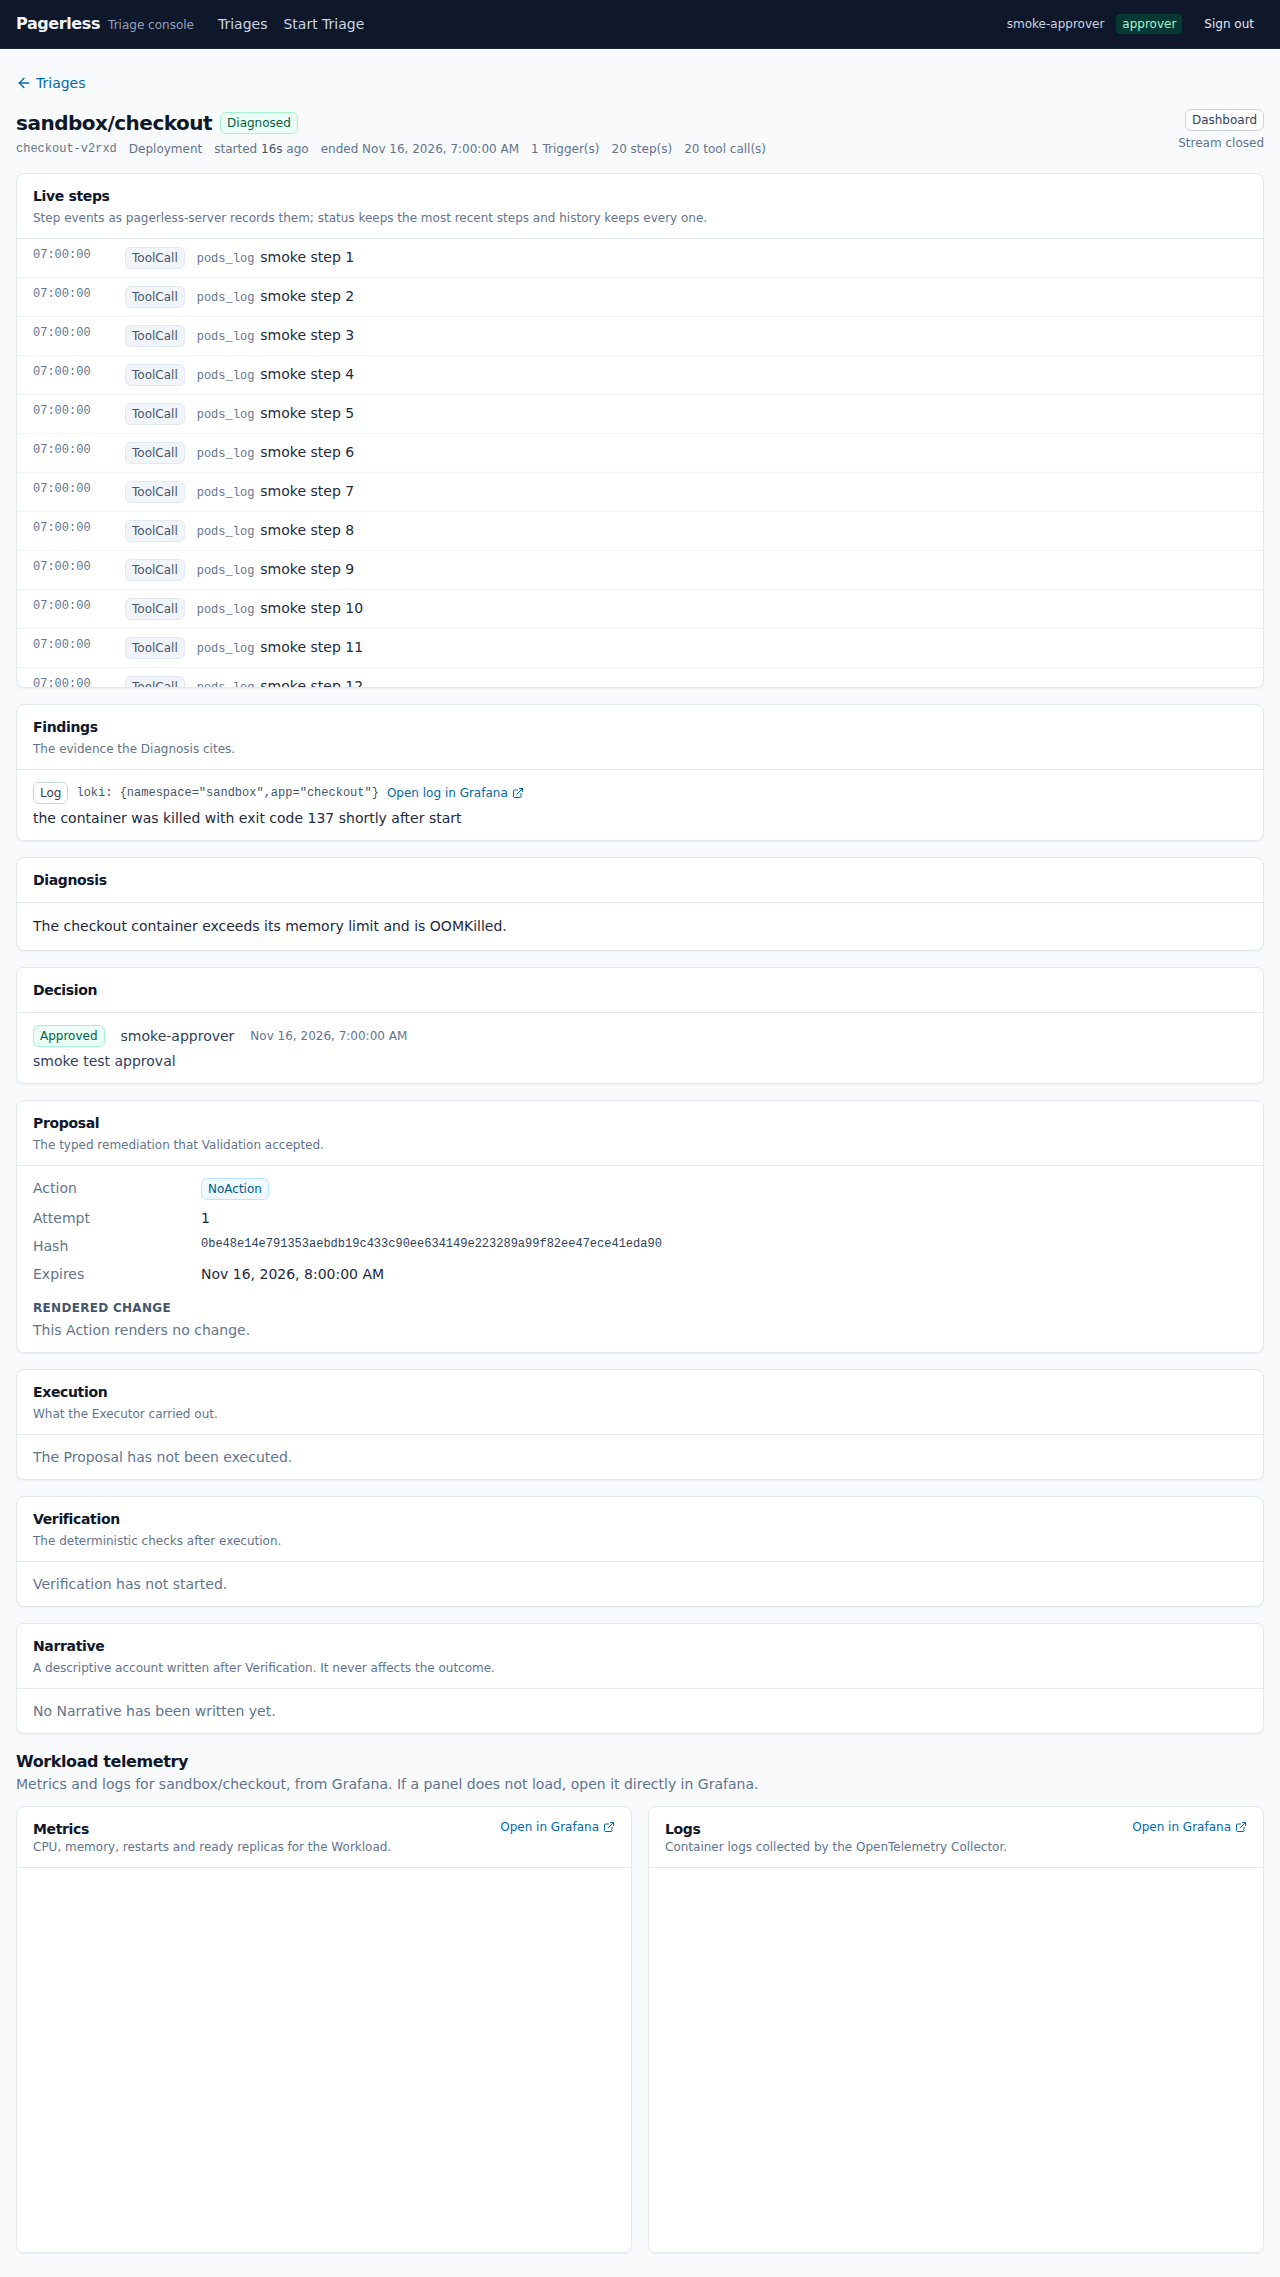 Pagerless Triage console Triages Start Triage smoke-approver approver Sign out
← Triages
sandbox/checkout Diagnosed Dashboard
checkout-v2rxd Deployment started 16s ago ended Nov 16, 2026, 7:00:00 AM 1 Trigger(s) 20 step(s) 20 tool call(s) Stream closed
Live steps
Step events as pagerless-server records them; status keeps the most recent steps and history keeps every one.
07:00:00 ToolCall pods_log smoke step 1
07:00:00 ToolCall pods_log smoke step 2
07:00:00 ToolCall pods_log smoke step 3
07:00:00 ToolCall pods_log smoke step 4
07:00:00 ToolCall pods_log smoke step 5
07:00:00 ToolCall pods_log smoke step 6
07:00:00 ToolCall pods_log smoke step 7
07:00:00 ToolCall pods_log smoke step 8
07:00:00 ToolCall pods_log smoke step 9
07:00:00 ToolCall pods_log smoke step 10
07:00:00 ToolCall pods_log smoke step 11
07:00:00 ToolCall pods_log smoke step 12
Findings
The evidence the Diagnosis cites.
Log loki: {namespace="sandbox",app="checkout"} Open log in Grafana
the container was killed with exit code 137 shortly after start
Diagnosis
The checkout container exceeds its memory limit and is OOMKilled.
Decision
Approved smoke-approver Nov 16, 2026, 7:00:00 AM
smoke test approval
Proposal
The typed remediation that Validation accepted.
Action NoAction
Attempt 1
Hash 0be48e14e791353aebdb19c433c90ee634149e223289a99f82ee47ece41eda90
Expires Nov 16, 2026, 8:00:00 AM
RENDERED CHANGE
This Action renders no change.
Execution
What the Executor carried out.
The Proposal has not been executed.
Verification
The deterministic checks after execution.
Verification has not started.
Narrative
A descriptive account written after Verification. It never affects the outcome.
No Narrative has been written yet.
Workload telemetry
Metrics and logs for sandbox/checkout, from Grafana. If a panel does not load, open it directly in Grafana.
Metrics Open in Grafana
CPU, memory, restarts and ready replicas for the Workload.
Logs Open in Grafana
Container logs collected by the OpenTelemetry Collector.